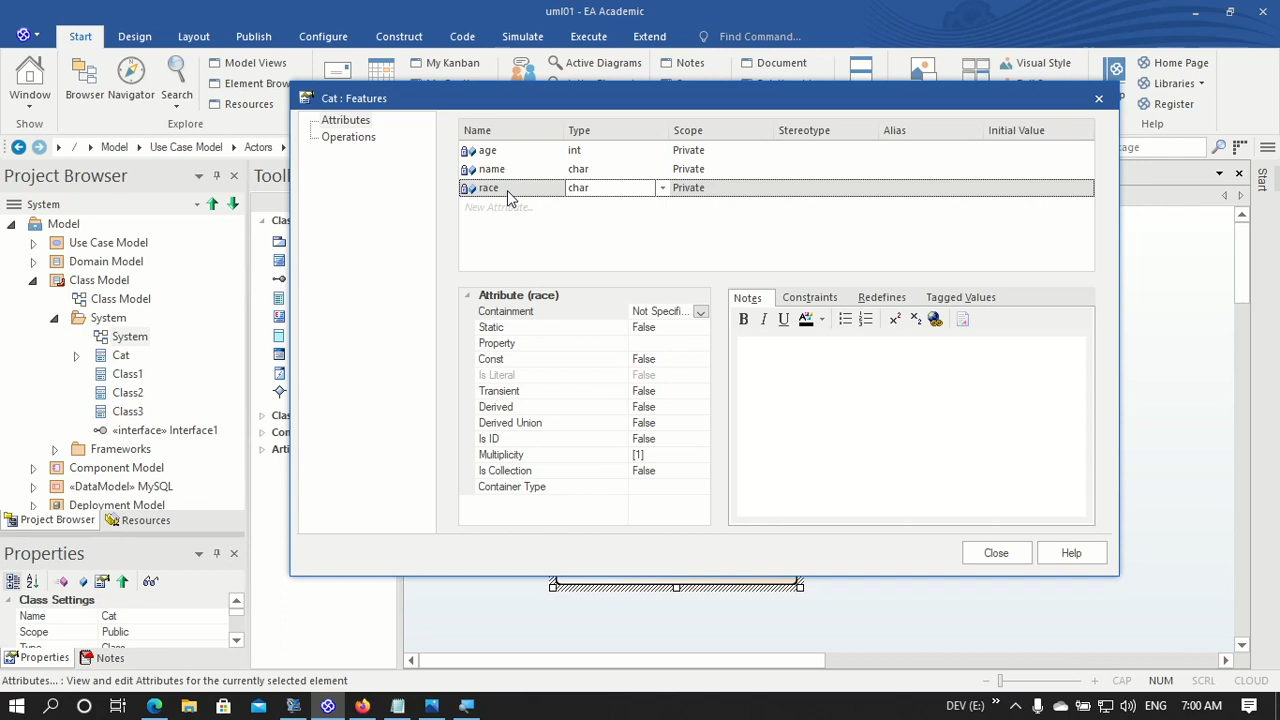 uml01 - EA Academic
Start Design Layout Publish Configure Construct Code Simulate Execute Extend Find Command...
Model Views My Kanban Active Diagrams Notes Document Visual Style Home Page
Element Brow Libraries
Window Browser Navigator Search Resources Register
Show Explore Help
/ Model Use Case Model Actors
Project Browser
System
Model
Use Case Model
Domain Model
Class Model
Class Model
System
System
Cat
Class1
Class2
Class3
«interface» Interface1
Frameworks
Component Model
«DataModel» MySQL
Deployment Model
Project Browser Resources
Properties
Class Settings
Name Cat
Scope Public
Properties Notes
Cat : Features
Attributes
Operations
Name Type Scope Stereotype Alias Initial Value
age int Private
name char Private
race char Private
New Attribute...
Attribute (race)
Containment Not Specifi...
Static False
Property
Const False
Is Literal False
Transient False
Derived False
Derived Union False
Is ID False
Multiplicity [1]
Is Collection False
Container Type
Notes Constraints Redefines Tagged Values
B I U A
Close Help
Start
Attributes... : View and edit Attributes for the currently selected element
CAP NUM SCRL CLOUD
DEV (E:) 7:00 AM